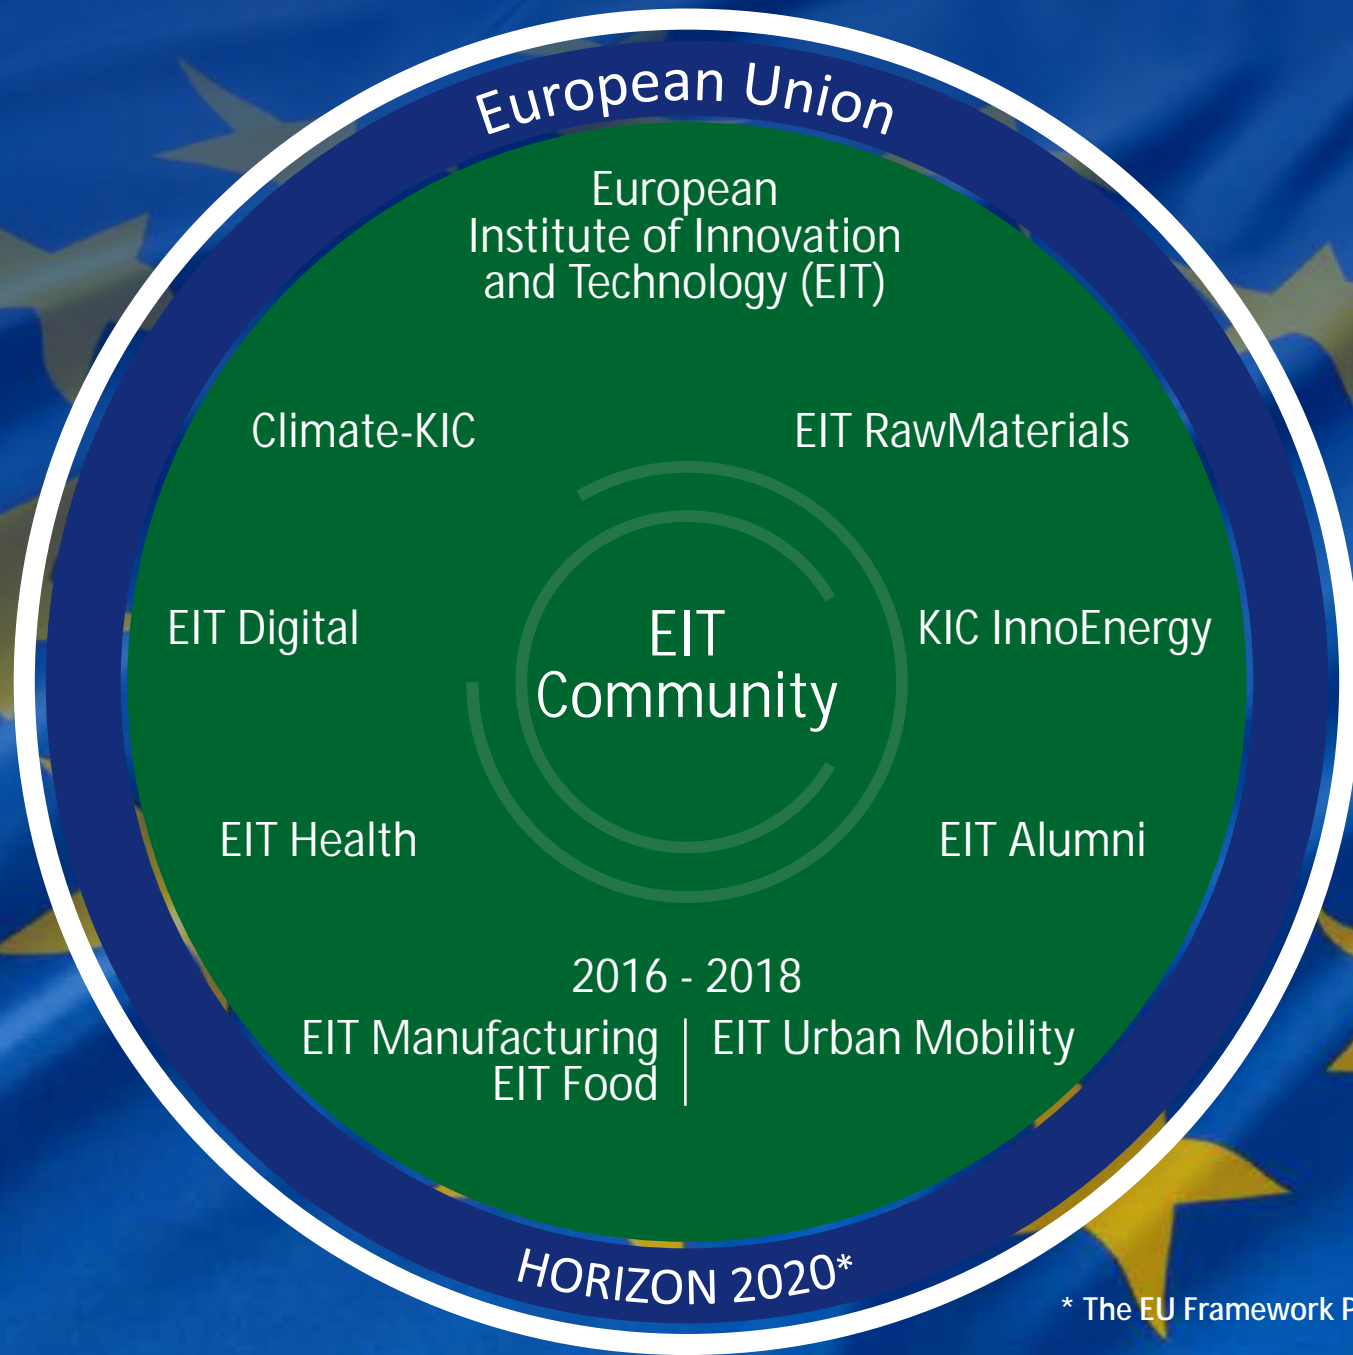 European Union
European
Institute of Innovation
and Technology (EIT)
Climate-KIC
EIT RawMaterials
EIT Digital
EIT
Community
KIC InnoEnergy
EIT Health
EIT Alumni
2016 - 2018
EIT Manufacturing
EIT Food
EIT Urban Mobility
HORIZON 2020*
* The EU Framework